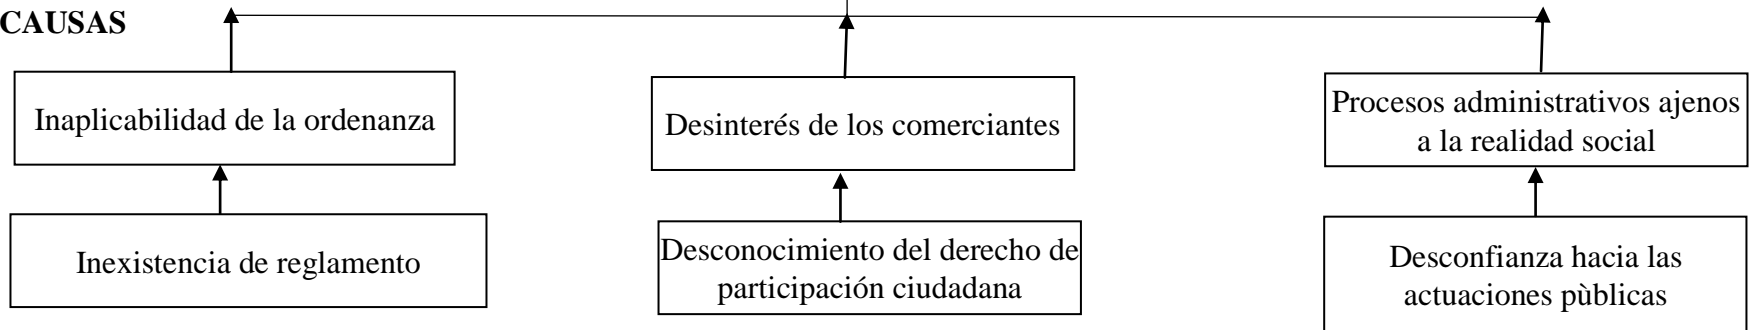 CAUSAS
Inaplicabilidad de la ordenanza
Desinterés de los comerciantes
Procesos administrativos ajenos
a la realidad social
Inexistencia de reglamento
Desconocimiento del derecho de
participación ciudadana
Desconfianza hacia las
actuaciones pùblicas